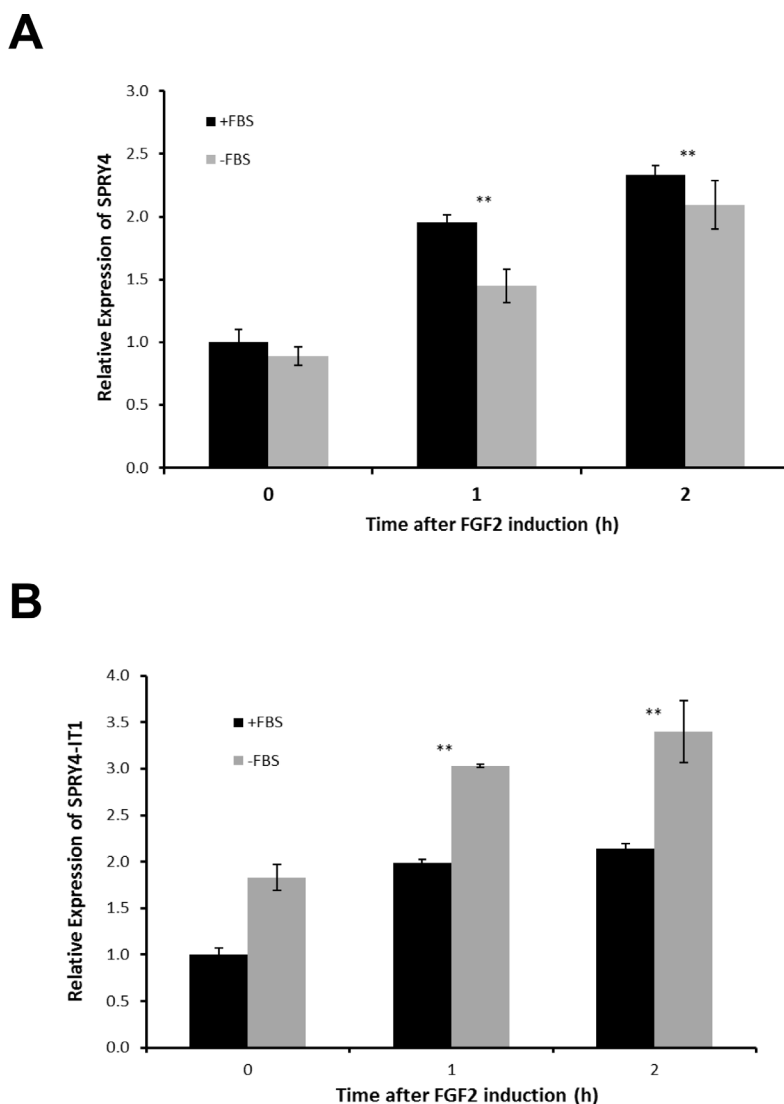 A
Relative Expression of SPRY4
3.0
2.5
2.0
1.5
1.0
0.5
0.0
+FBS
-FBS
**
**
0 1 2
Time after FGF2 induction (h)
B
Relative Expression of SPRY4-IT1
4.0
3.5
3.0
2.5
2.0
1.5
1.0
0.5
0.0
+FBS
-FBS
**
**
0 1 2
Time after FGF2 induction (h)